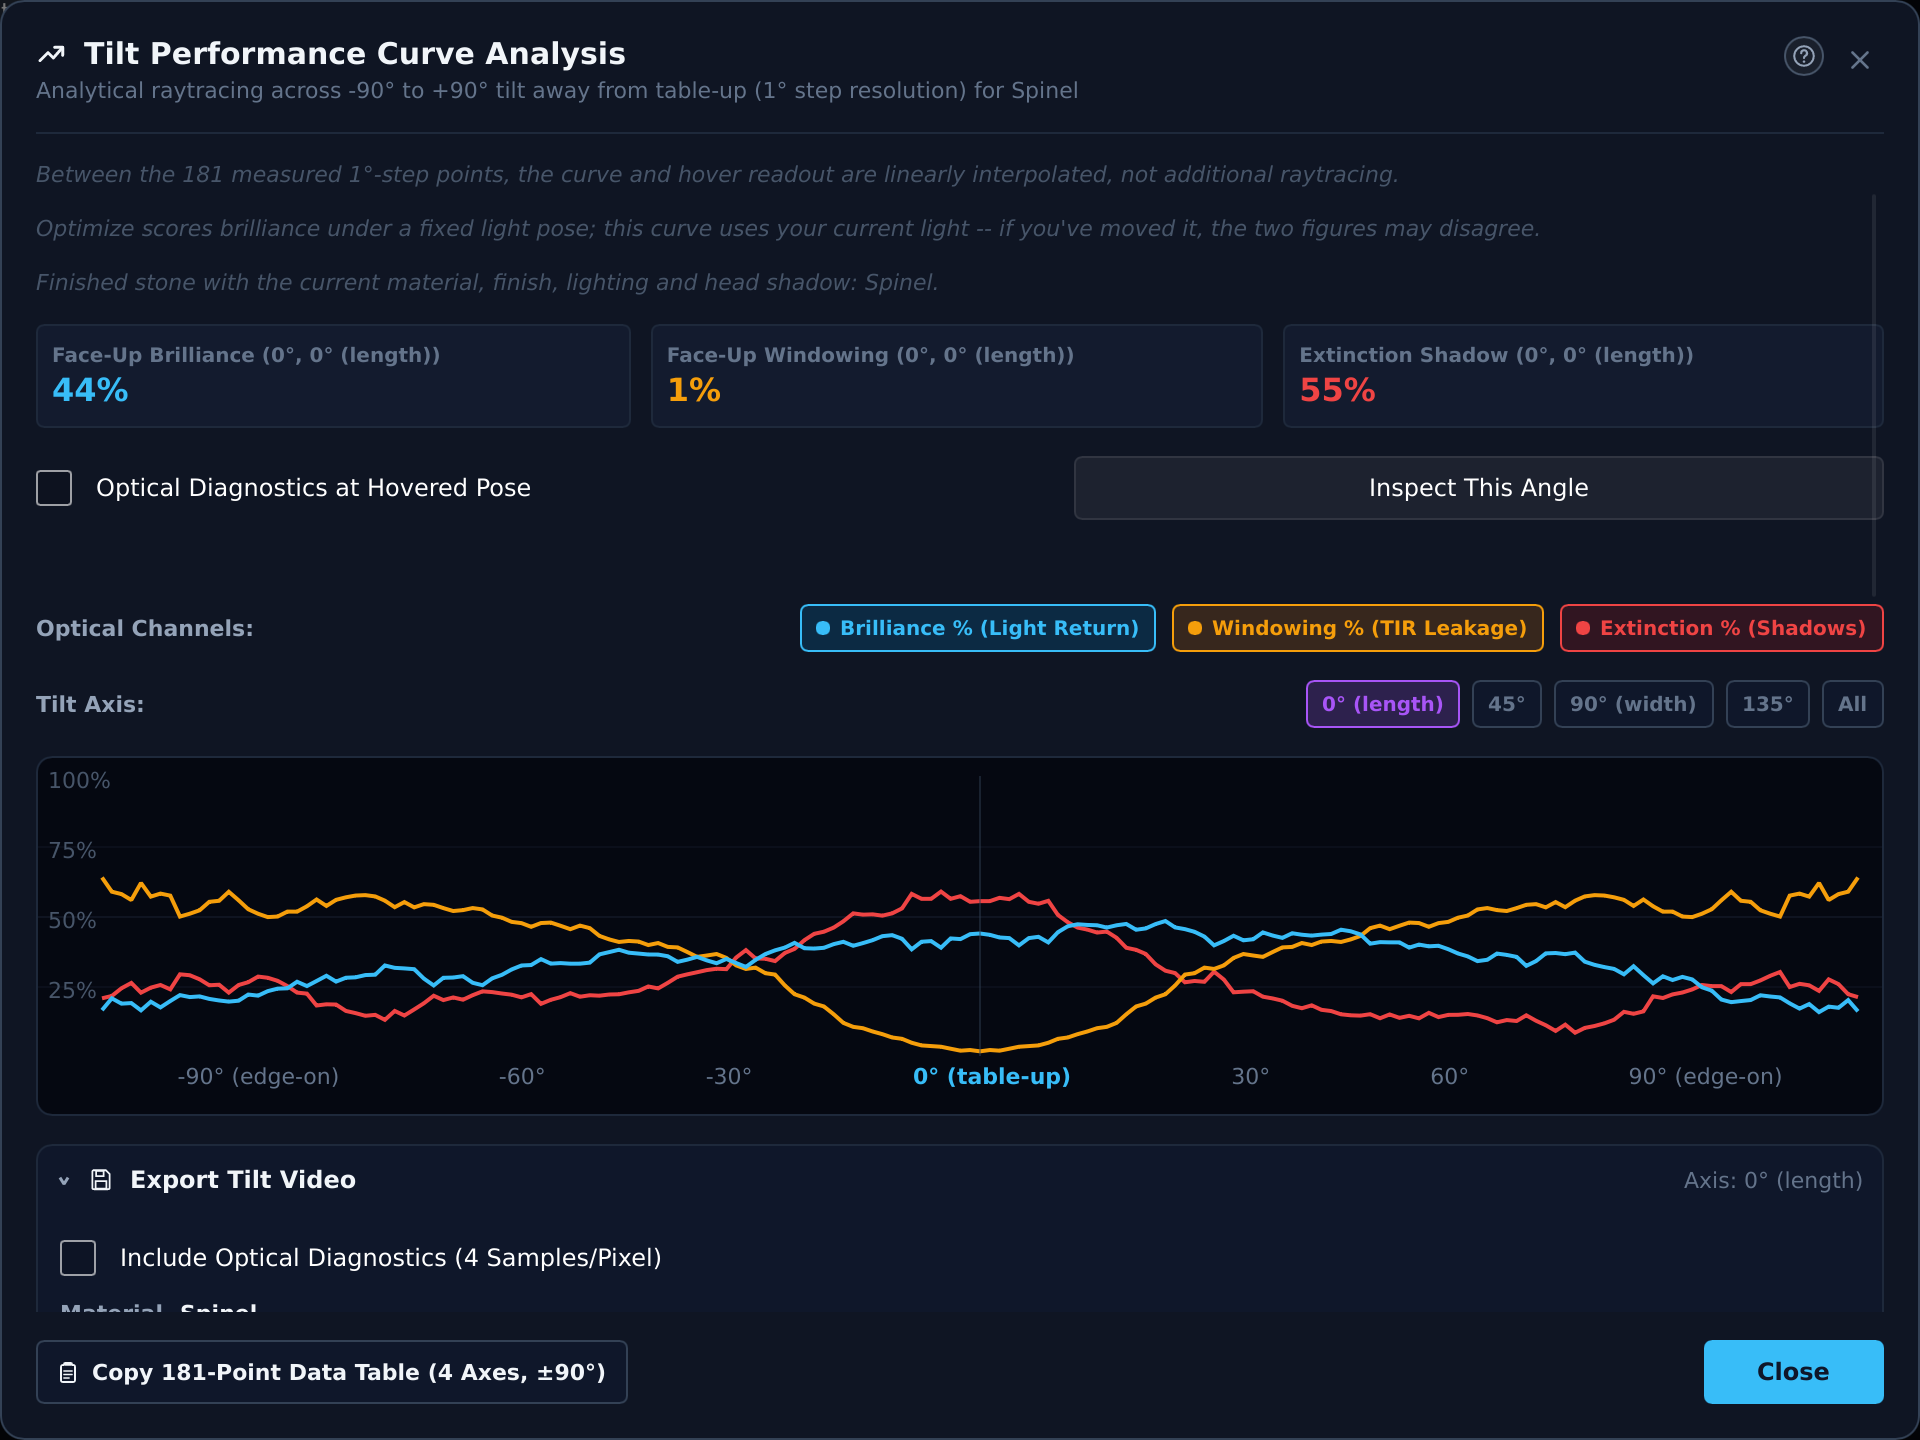 Tilt Performance Curve Analysis
Analytical raytracing across -90° to +90° tilt away from table-up (1° step resolution) for Spinel
Between the 181 measured 1°-step points, the curve and hover readout are linearly interpolated, not additional raytracing.
Optimize scores brilliance under a fixed light pose; this curve uses your current light -- if you've moved it, the two figures may disagree.
Finished stone with the current material, finish, lighting and head shadow: Spinel.
Face-Up Brilliance (0°, 0° (length))
44%
Face-Up Windowing (0°, 0° (length))
1%
Extinction Shadow (0°, 0° (length))
55%
Optical Diagnostics at Hovered Pose
Inspect This Angle
Optical Channels:
Brilliance % (Light Return)
Windowing % (TIR Leakage)
Extinction % (Shadows)
Tilt Axis:
0° (length)
45°
90° (width)
135°
All
100%
75%
50%
25%
-90° (edge-on)
-60°
-30°
0° (table-up)
30°
60°
90° (edge-on)
Export Tilt Video
Axis: 0° (length)
Include Optical Diagnostics (4 Samples/Pixel)
Material Spinel
Copy 181-Point Data Table (4 Axes, ±90°)
Close